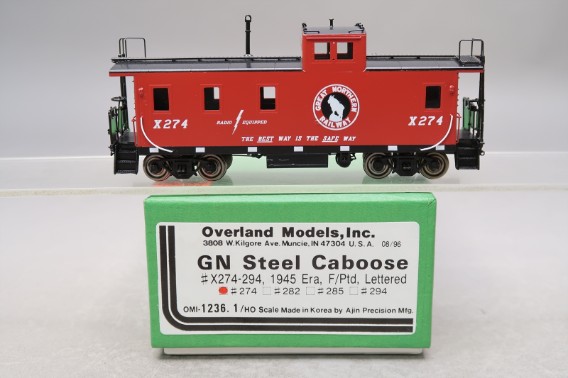 GREAT NORTHERN
RAILWAY
X274
RADIO EQUIPPED
X274
THE BEST WAY IS THE SAFE WAY
Overland Models, Inc.
3808 W. Kilgore Ave. Muncie, IN 47304 U.S.A. 08/96
GN Steel Caboose
#X274-294, 1945 Era, F/Ptd, Lettered
#274 #282 #285 #294
OMI-1236.1/HO Scale Made in Korea by Ajin Precision Mfg.